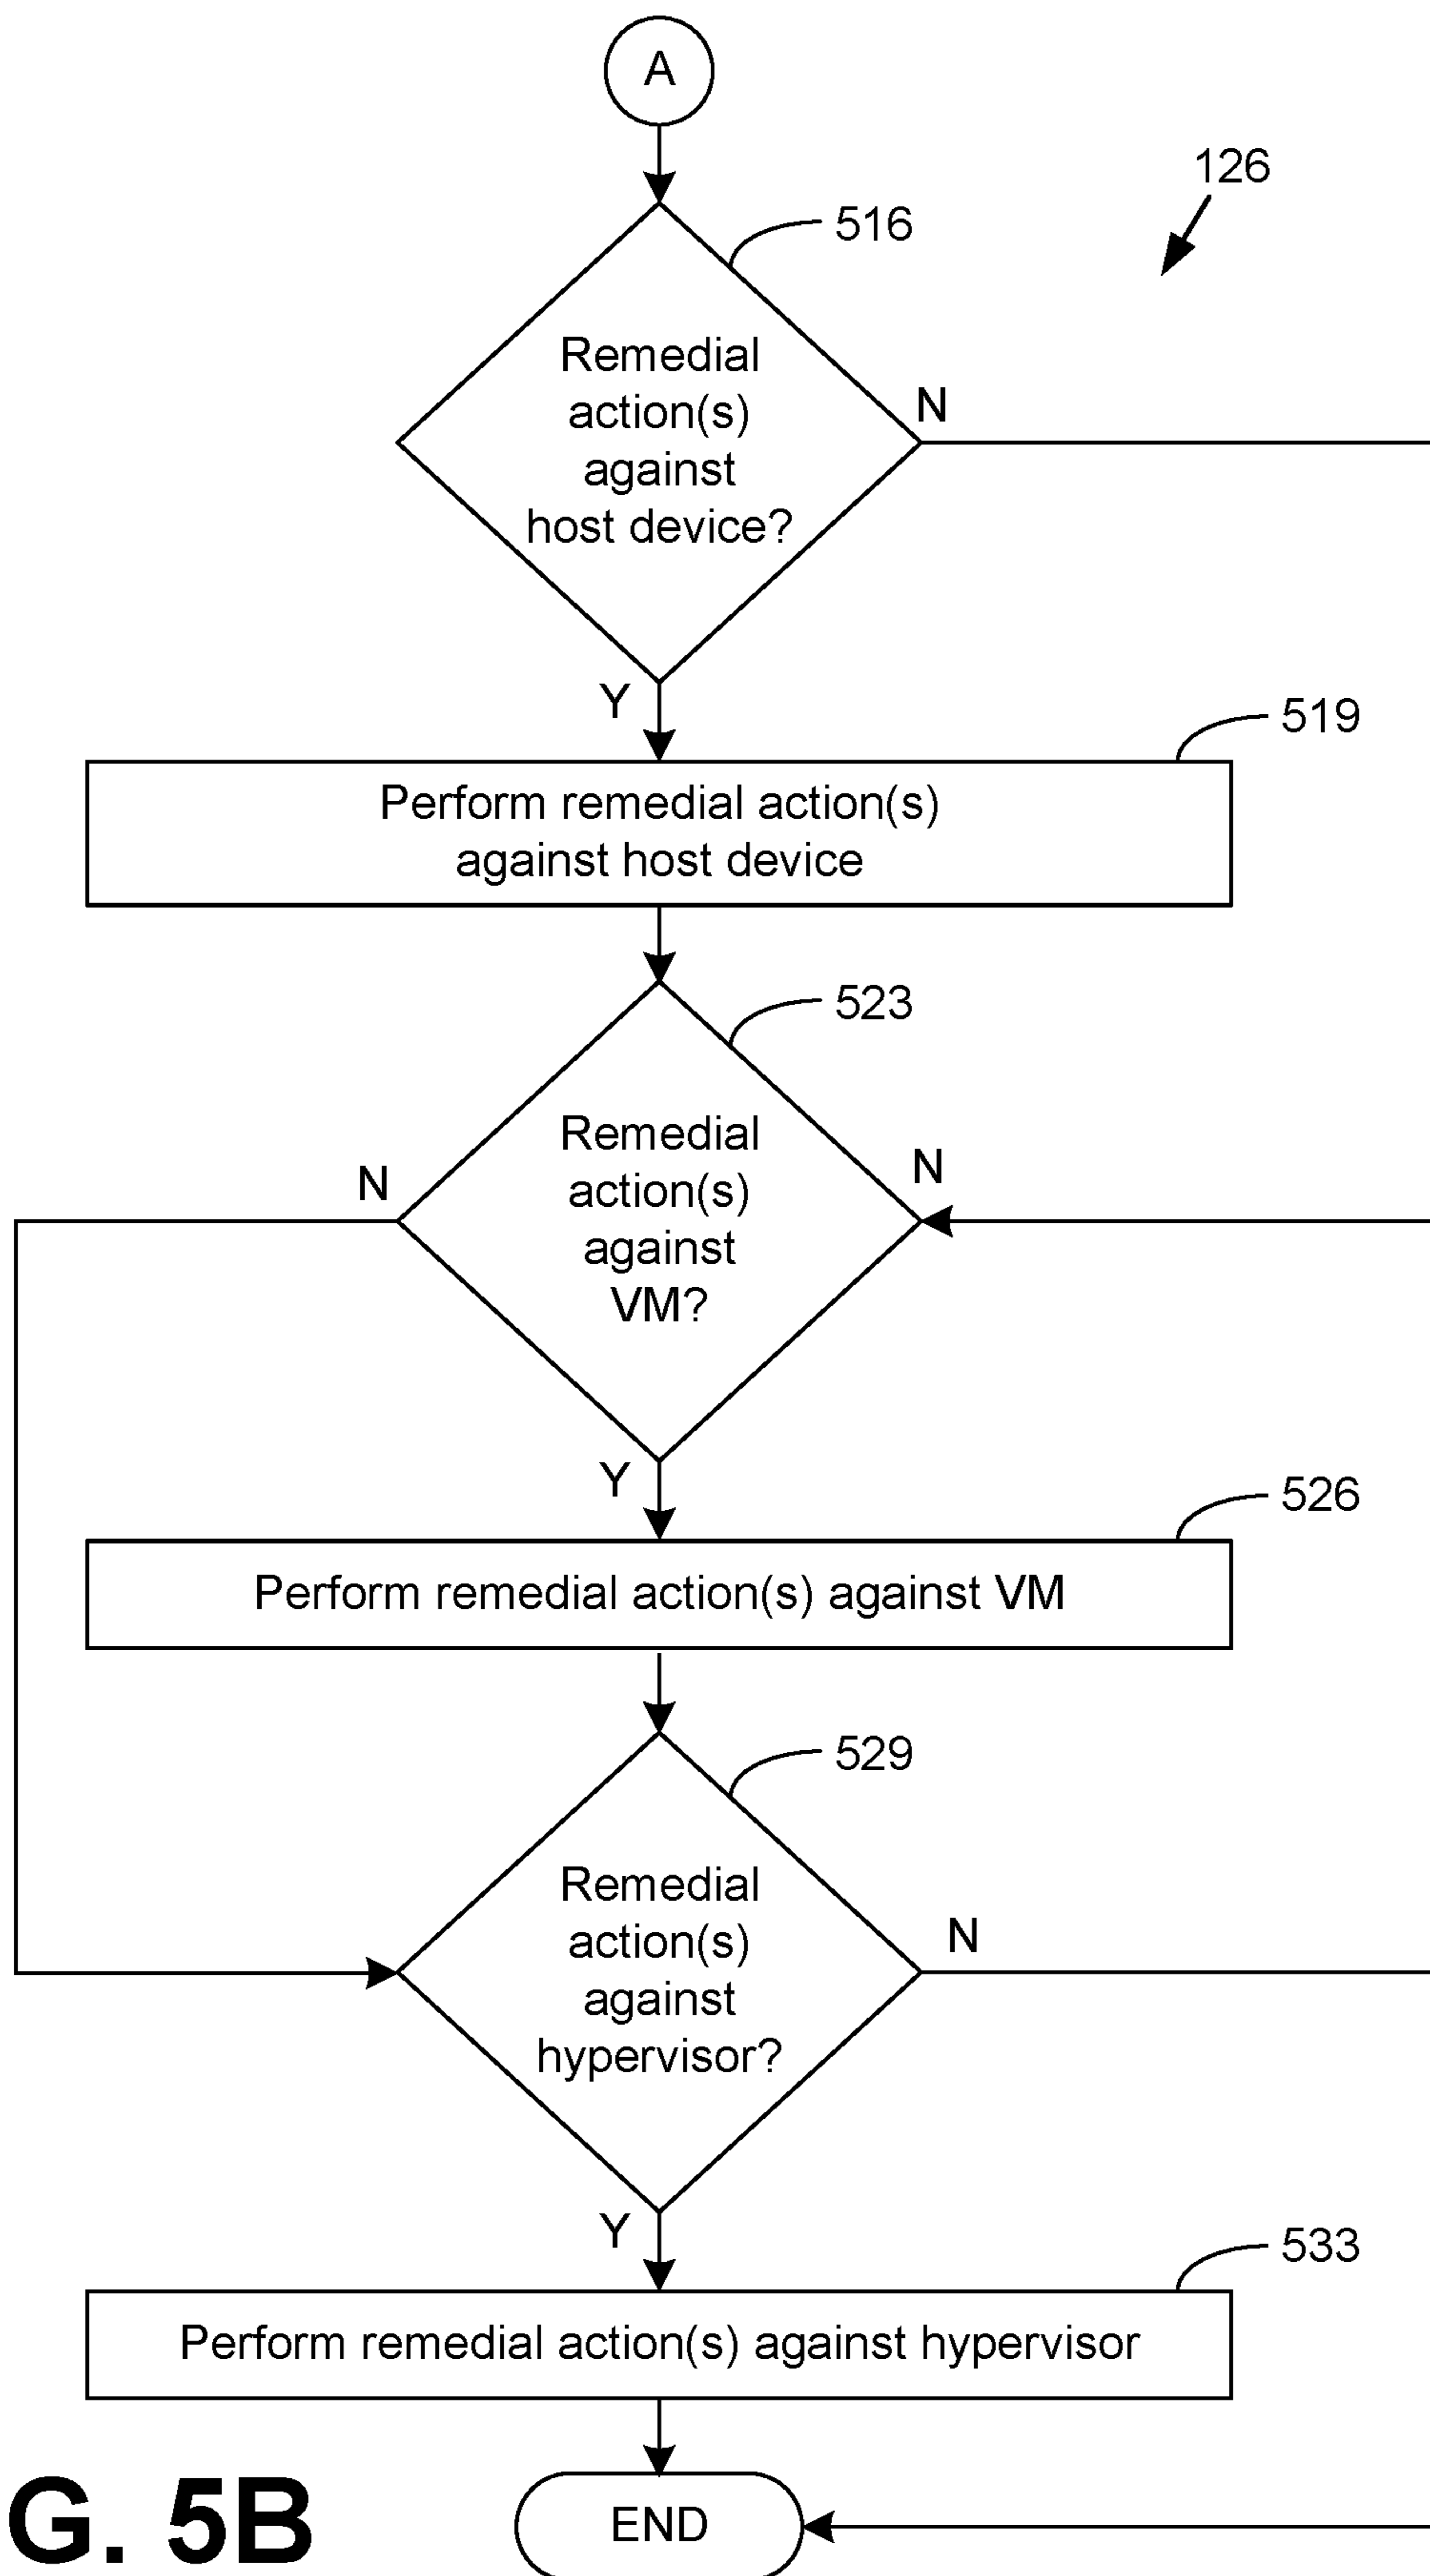 A
126
516
Remedial
action(s)
against
host device?
N
Y
519
Perform remedial action(s)
against host device
523
Remedial
action(s)
against
VM?
N
N
Y
526
Perform remedial action(s) against VM
529
Remedial
action(s)
against
hypervisor?
N
Y
533
Perform remedial action(s) against hypervisor
END
G. 5B